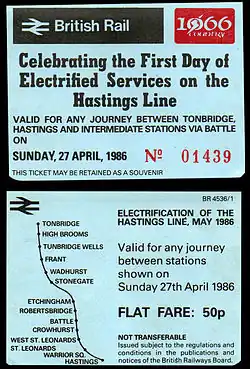 British Rail
1066
country
Celebrating the First Day of
Electrified Services on the
Hastings Line
VALID FOR ANY JOURNEY BETWEEN TONBRIDGE,
HASTINGS AND INTERMEDIATE STATIONS VIA BATTLE
ON
SUNDAY, 27 APRIL, 1986 Nº 01439
THIS TICKET MAY BE RETAINED AS A SOUVENIR
BR 4536/1
TONBRIDGE
HIGH BROOMS
TUNBRIDGE WELLS
FRANT
WADHURST
STONEGATE
ETCHINGHAM
ROBERTSBRIDGE
BATTLE
CROWHURST
WEST ST. LEONARDS
ST. LEONARDS
WARRIOR SQ.
HASTINGS
ELECTRIFICATION OF THE
HASTINGS LINE, MAY 1986
Valid for any journey
between stations
shown on
Sunday 27th April 1986
FLAT FARE: 50p
NOT TRANSFERABLE
Issued subject to the regulations and
conditions in the publications and
notices of the British Railways Board.